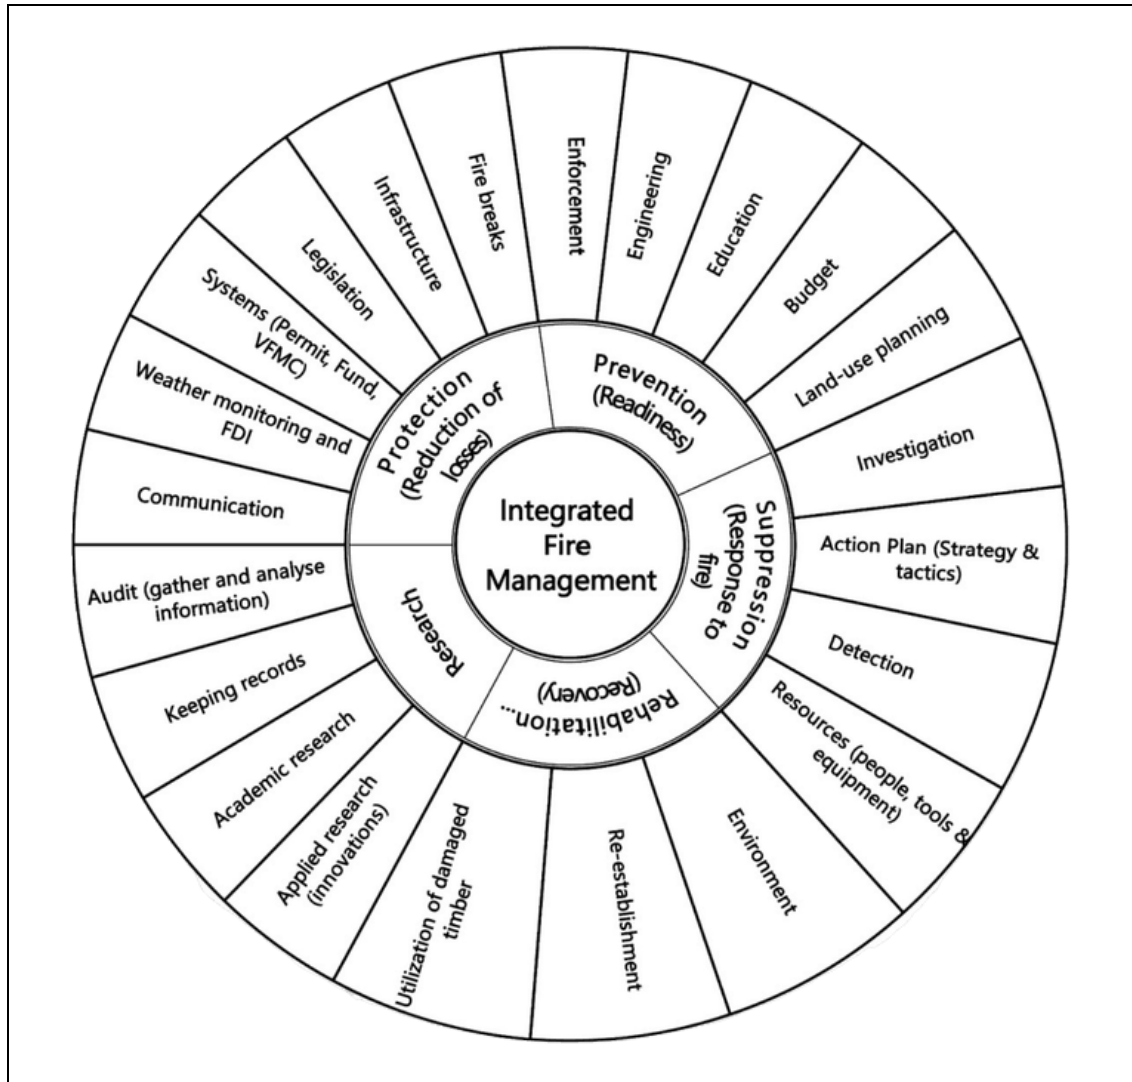 Integrated
Fire
Management
Prevention
(Readiness)
Suppression
(Response to
fire)
Rehabilitation...
(Recovery)
Research
Protection
(Reduction of
losses)
Enforcement
Engineering
Education
Budget
Land-use planning
Investigation
Action Plan (Strategy &
tactics)
Detection
Resources (people, tools &
equipment)
Environment
Re-establishment
Utilization of damaged
timber
Applied research
(innovations)
Academic research
Keeping records
Audit (gather and analyse
information)
Communication
Weather monitoring and
FDI
Systems (Permit, Fund,
VFMC)
Legislation
Infrastructure
Fire breaks